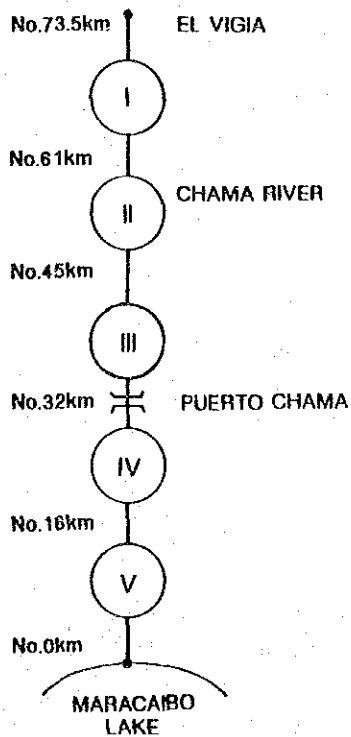 No.73.5km EL VIGIA
I
No.61km
II CHAMA RIVER
No.45km
III
No.32km PUERTO CHAMA
IV
No.16km
V
No.0km
MARACAIBO
LAKE